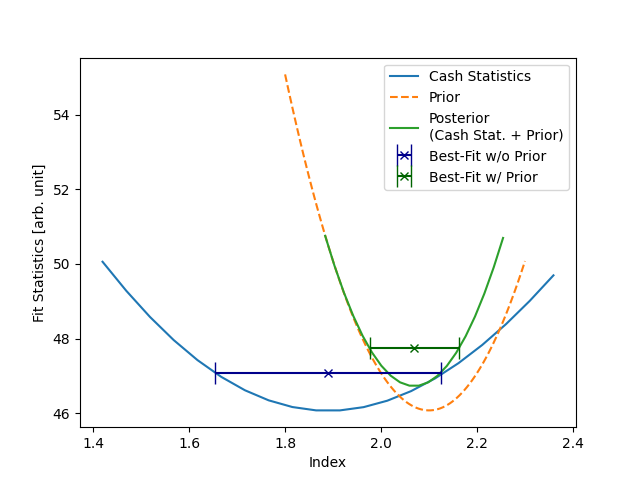 Cash Statistics
Prior
Posterior
(Cash Stat. + Prior)
Best-Fit w/o Prior
Best-Fit w/ Prior
Fit Statistics [arb. unit]
54
52
50
48
46
1.4
1.6
1.8
2.0
2.2
2.4
Index